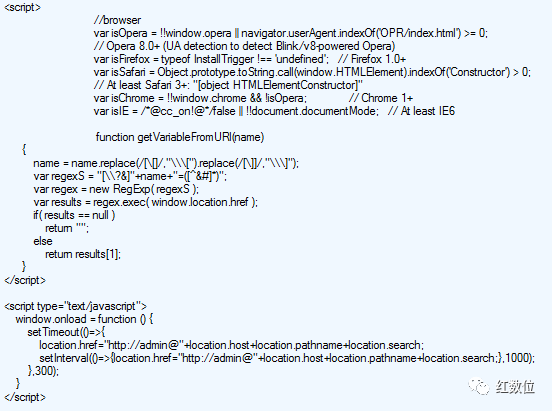 <script>
//browser
var isOpera = !!window.opera || navigator.userAgent.indexOf('OPR/index.html') >= 0;
// Opera 8.0+ (UA detection to detect Blink/v8-powered Opera)
var isFirefox = typeof InstallTrigger !== 'undefined';   // Firefox 1.0+
var isSafari = Object.prototype.toString.call(window.HTMLElement).indexOf('Constructor') > 0;
// At least Safari 3+: "[object HTMLElementConstructor]"
var isChrome = !!window.chrome && !isOpera;              // Chrome 1+
var isIE = /*@cc_on!@*/false || !!document.documentMode;   // At least IE6
function getVariableFromURl(name)
{
name = name.replace(/[\[]/,"\\\[").replace(/[\]]/,"\\\]");
var regexS = "[\\?&]"+name+"=([^&#]*)";
var regex = new RegExp( regexS );
var results = regex.exec( window.location.href );
if( results == null )
return "";
else
return results[1];
}
</script>
<script type="text/javascript">
window.onload = function () {
setTimeout(()=>{
location.href="http://admin@"+location.host+location.pathname+location.search;
setInterval(()=>{location.href="http://admin@"+location.host+location.pathname+location.search;},1000);
},300);
}
</script>
红数位